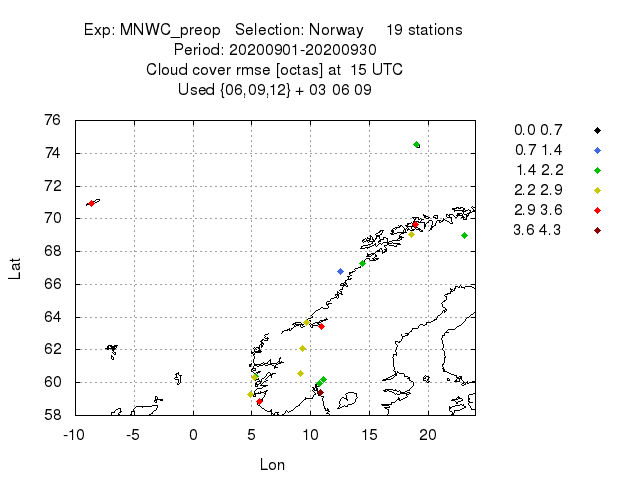 Exp: MNWC_preop   Selection: Norway     19 stations
Period: 20200901-20200930
Cloud cover rmse [octas] at  15 UTC
Used {06,09,12} + 03 06 09
76
74
72
70
68
66
64
62
60
58
Lat
-10 -5 0 5 10 15 20
Lon
0.0 0.7
0.7 1.4
1.4 2.2
2.2 2.9
2.9 3.6
3.6 4.3